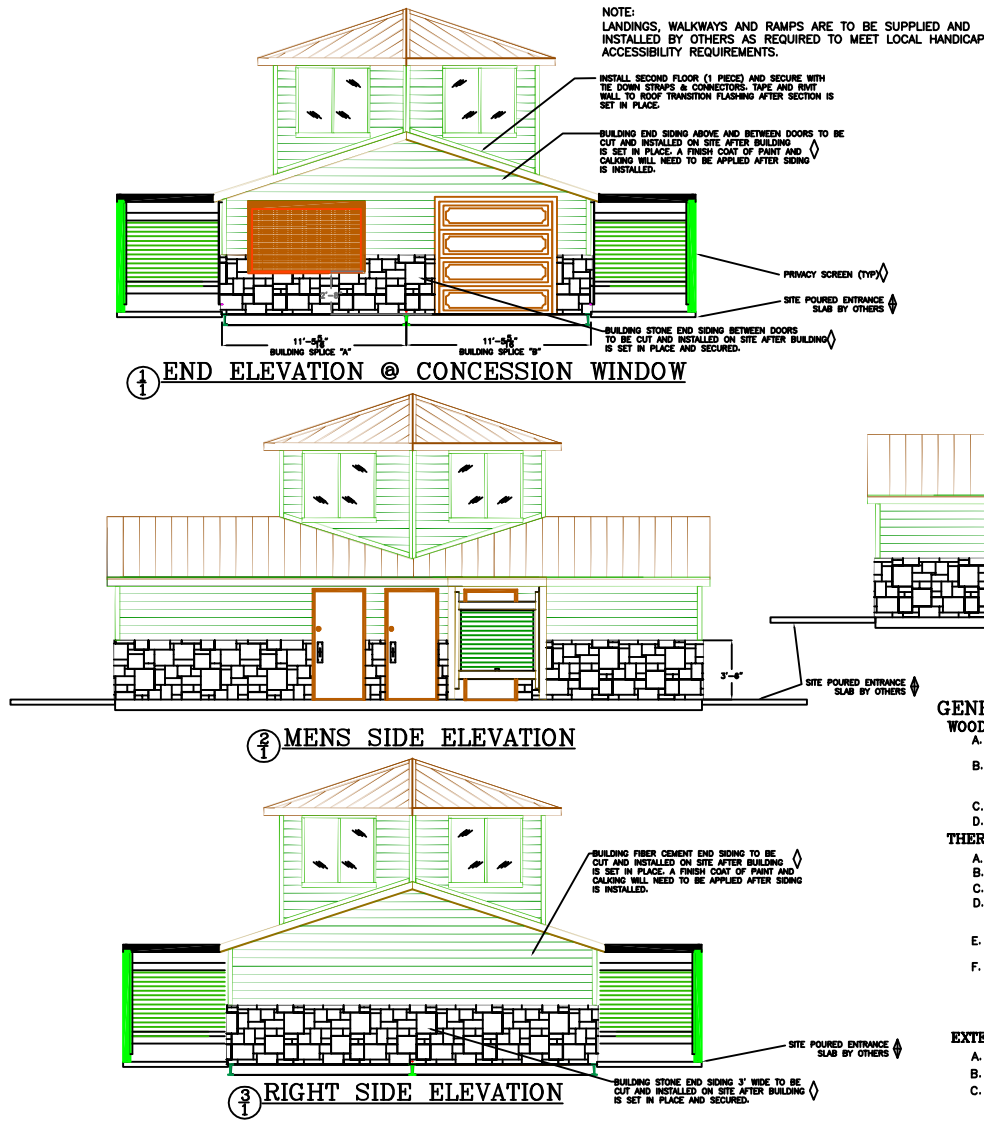 NOTE:
LANDINGS, WALKWAYS AND RAMPS ARE TO BE SUPPLIED AND
INSTALLED BY OTHERS AS REQUIRED TO MEET LOCAL HANDICAP
ACCESSIBILITY REQUIREMENTS.
INSTALL SECOND FLOOR (1 PIECE) AND SECURE WITH
TIE DOWN STRAPS & CONNECTORS. TAPE AND RIVIT
WALL TO ROOF TRANSITION FLASHING AFTER SECTION IS
SET IN PLACE.
BUILDING END SIDING ABOVE AND BETWEEN DOORS TO BE
CUT AND INSTALLED ON SITE AFTER BUILDING
IS SET IN PLACE. A FINISH COAT OF PAINT AND
CALKING WILL NEED TO BE APPLIED AFTER SIDING
IS INSTALLED.
PRIVACY SCREEN (TYP)
SITE POURED ENTRANCE
SLAB BY OTHERS
BUILDING STONE END SIDING BETWEEN DOORS
TO BE CUT AND INSTALLED ON SITE AFTER BUILDING
IS SET IN PLACE AND SECURED.
BUILDING SPLICE "A"
BUILDING SPLICE "B"
1/1 END ELEVATION @ CONCESSION WINDOW
3'-6"
SITE POURED ENTRANCE
SLAB BY OTHERS
2/1 MENS SIDE ELEVATION
GENE
WOOD
A.
B.
C.
D.
THER
A.
B.
C.
D.
E.
F.
EXTE
A.
B.
C.
BUILDING FIBER CEMENT END SIDING TO BE
CUT AND INSTALLED ON SITE AFTER BUILDING
IS SET IN PLACE. A FINISH COAT OF PAINT AND
CALKING WILL NEED TO BE APPLIED AFTER SIDING
IS INSTALLED.
SITE POURED ENTRANCE
SLAB BY OTHERS
BUILDING STONE END SIDING 3' WIDE TO BE
CUT AND INSTALLED ON SITE AFTER BUILDING
IS SET IN PLACE AND SECURED.
3/1 RIGHT SIDE ELEVATION